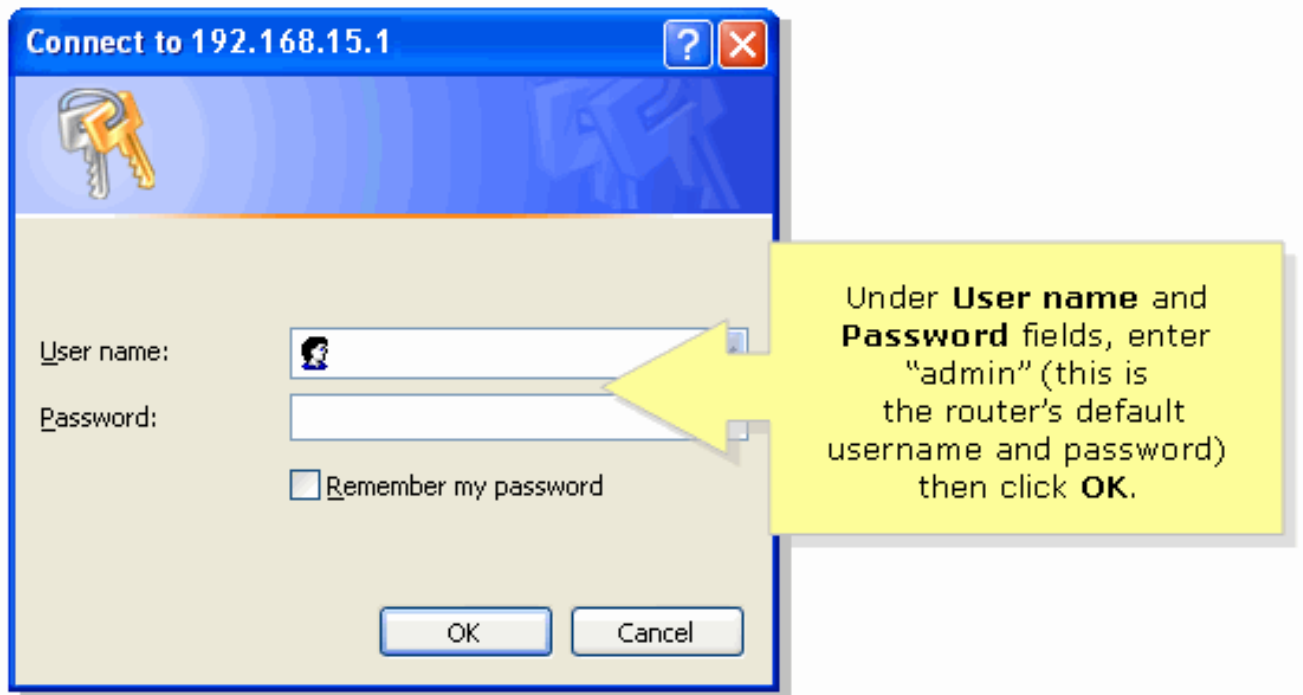 Connect to 192.168.15.1
User name:
Password:
Remember my password
OK
Cancel
Under User name and
Password fields, enter
“admin” (this is
the router’s default
username and password)
then click OK.